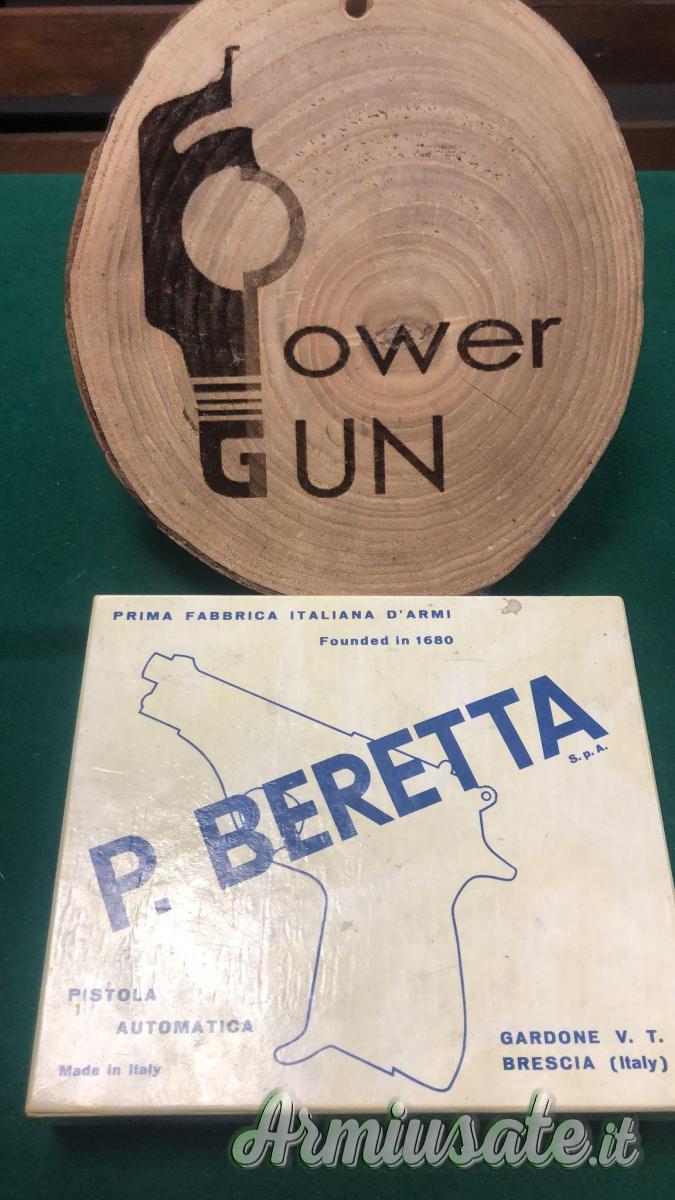 Power
GUN
PRIMA FABBRICA ITALIANA D'ARMI
Founded in 1680
P. BERETTA
S.p.A.
PISTOLA
AUTOMATICA
Made in Italy
GARDONE V. T.
BRESCIA (Italy)
Armiusate.it